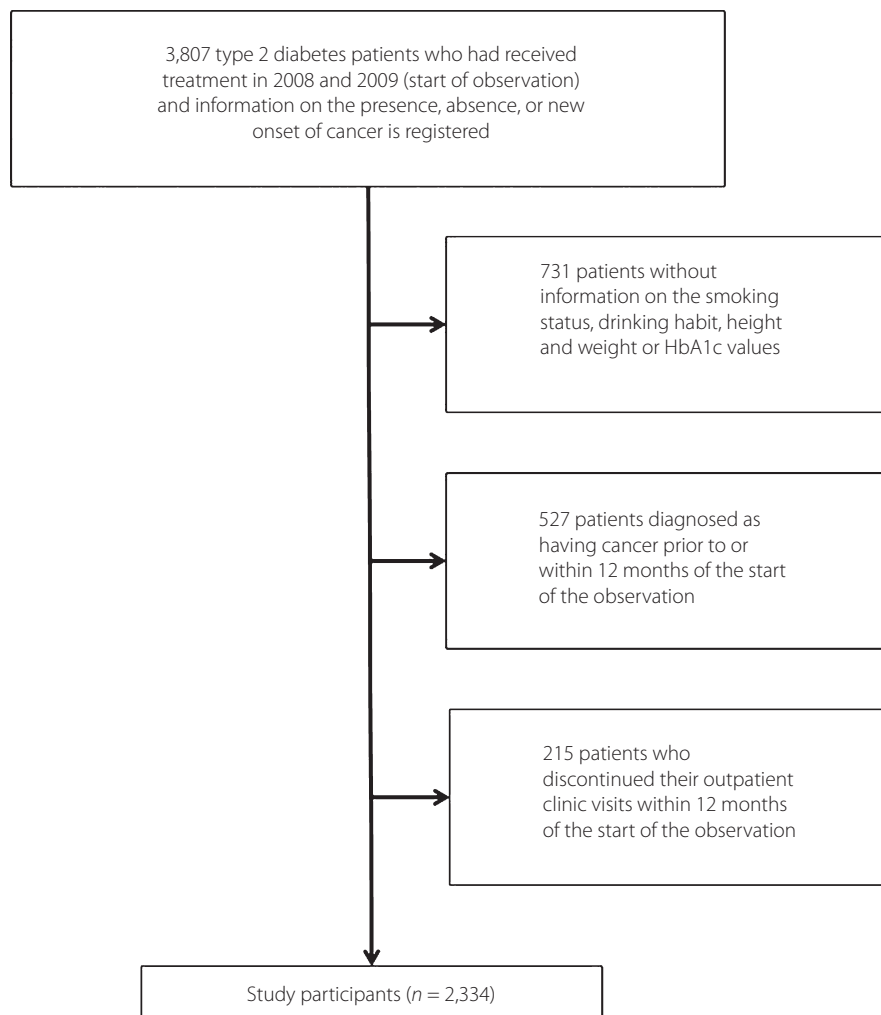 3,807 type 2 diabetes patients who had received
treatment in 2008 and 2009 (start of observation)
and information on the presence, absence, or new
onset of cancer is registered
731 patients without
information on the smoking
status, drinking habit, height
and weight or HbA1c values
527 patients diagnosed as
having cancer prior to or
within 12 months of the start
of the observation
215 patients who
discontinued their outpatient
clinic visits within 12 months
of the start of the observation
Study participants (n = 2,334)